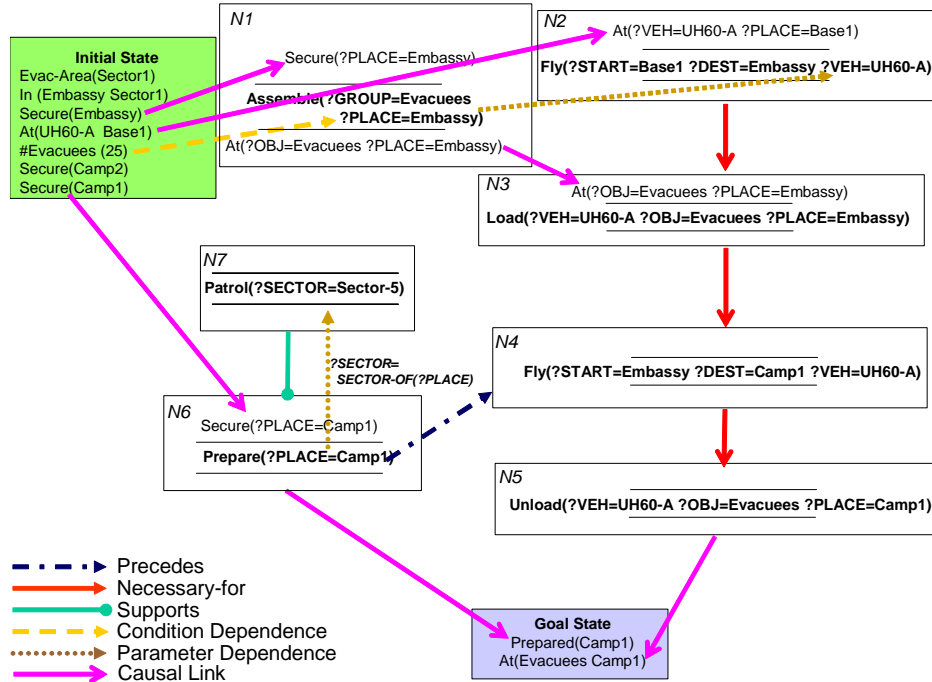 Initial State
Evac-Area(Sector1)
In (Embassy Sector1)
Secure(Embassy)
At(UH60-A Base1)
#Evacuees (25)
Secure(Camp2)
Secure(Camp1)
N1
Secure(?PLACE=Embassy)
Assemble(?GROUP=Evacuees
?PLACE=Embassy)
At(?OBJ=Evacuees ?PLACE=Embassy)
N2
At(?VEH=UH60-A ?PLACE=Base1)
Fly(?START=Base1 ?DEST=Embassy ?VEH=UH60-A)
N3
At(?OBJ=Evacuees ?PLACE=Embassy)
Load(?VEH=UH60-A ?OBJ=Evacuees ?PLACE=Embassy)
N7
Patrol(?SECTOR=Sector-5)
?SECTOR=
SECTOR-OF(?PLACE)
N4
Fly(?START=Embassy ?DEST=Camp1 ?VEH=UH60-A)
N6
Secure(?PLACE=Camp1)
Prepare(?PLACE=Camp1)
N5
Unload(?VEH=UH60-A ?OBJ=Evacuees ?PLACE=Camp1)
Precedes
Necessary-for
Supports
Condition Dependence
Parameter Dependence
Causal Link
Goal State
Prepared(Camp1)
At(Evacuees Camp1)